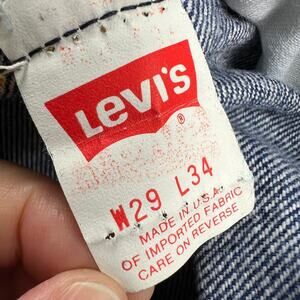 Levi's
®
W29 L34
MADE IN U.S.A.
OF IMPORTED FABRIC
CARE ON REVERSE